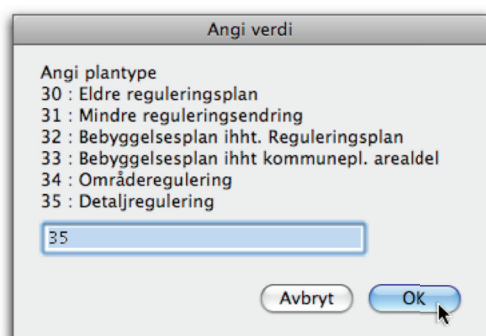 Angi verdi
Angi plantype
30 : Eldre reguleringsplan
31 : Mindre reguleringsendring
32 : Bebyggelsesplan ihht. Reguleringsplan
33 : Bebyggelsesplan ihht kommunepl. arealdel
34 : Områderegulering
35 : Detaljregulering
35
Avbryt OK